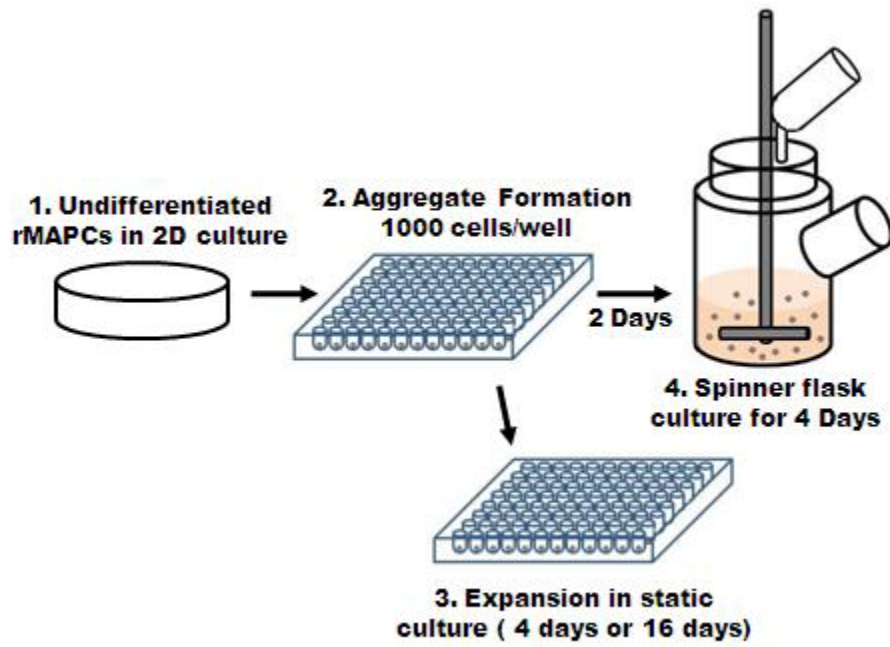 1. Undifferentiated
rMAPCs in 2D culture
2. Aggregate Formation
1000 cells/well
2 Days
4. Spinner flask
culture for 4 Days
3. Expansion in static
culture ( 4 days or 16 days)